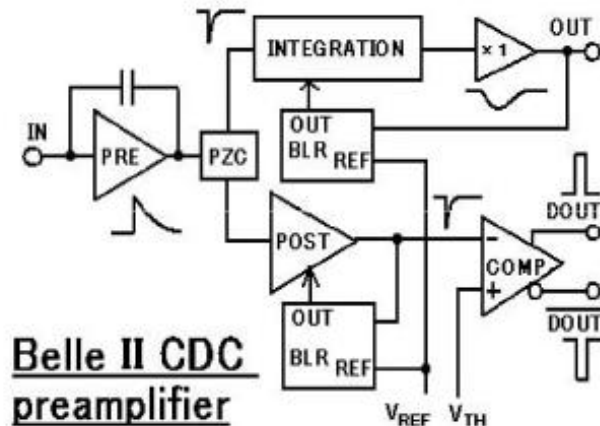 INTEGRATION
× 1
OUT
IN
PRE
PZC
OUT
BLR
REF
POST
COMP
−
+
DOUT
DOUT
OUT
BLR
REF
Belle II CDC
preamplifier
VREF
VTH